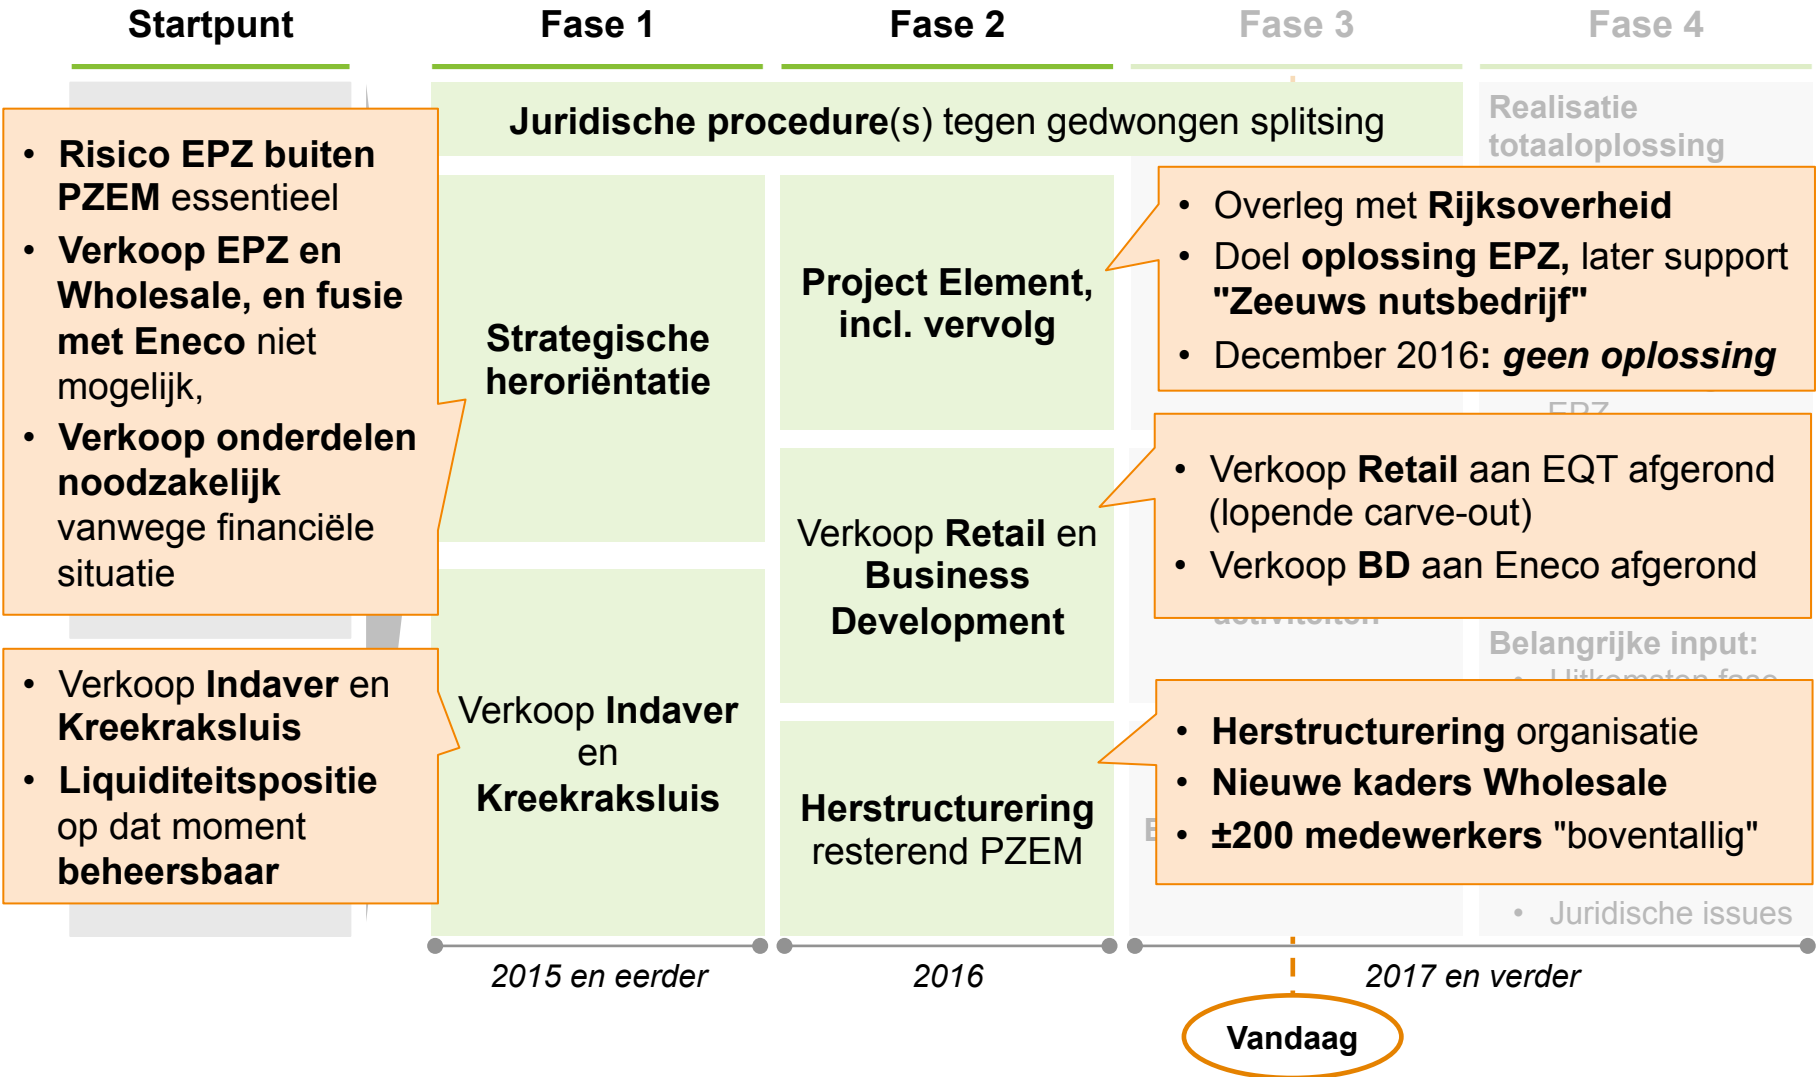 Startpunt
Fase 1
Fase 2
Fase 3
Fase 4
Juridische procedure(s) tegen gedwongen splitsing
• Risico EPZ buiten
PZEM essentieel
• Verkoop EPZ en
Wholesale, en fusie
met Eneco niet
mogelijk,
• Verkoop onderdelen
noodzakelijk
vanwege financiële
situatie
• Verkoop Indaver en
Kreekraksluis
• Liquiditeitspositie
op dat moment
beheersbaar
Strategische
heroriëntatie
Verkoop Indaver
en
Kreekraksluis
Project Element,
incl. vervolg
Verkoop Retail en
Business
Development
Herstructurering
resterend PZEM
• Overleg met Rijksoverheid
• Doel oplossing EPZ, later support
"Zeeuws nutsbedrijf"
• December 2016: geen oplossing
• Verkoop Retail aan EQT afgerond
(lopende carve-out)
• Verkoop BD aan Eneco afgerond
activiteiten
• Herstructurering organisatie
• Nieuwe kaders Wholesale
• ±200 medewerkers "boventallig"
Realisatie
totaaloplossing
EPZ
Belangrijke input:
• Uitkomsten fase
• Juridische issues
2015 en eerder
2016
2017 en verder
Vandaag